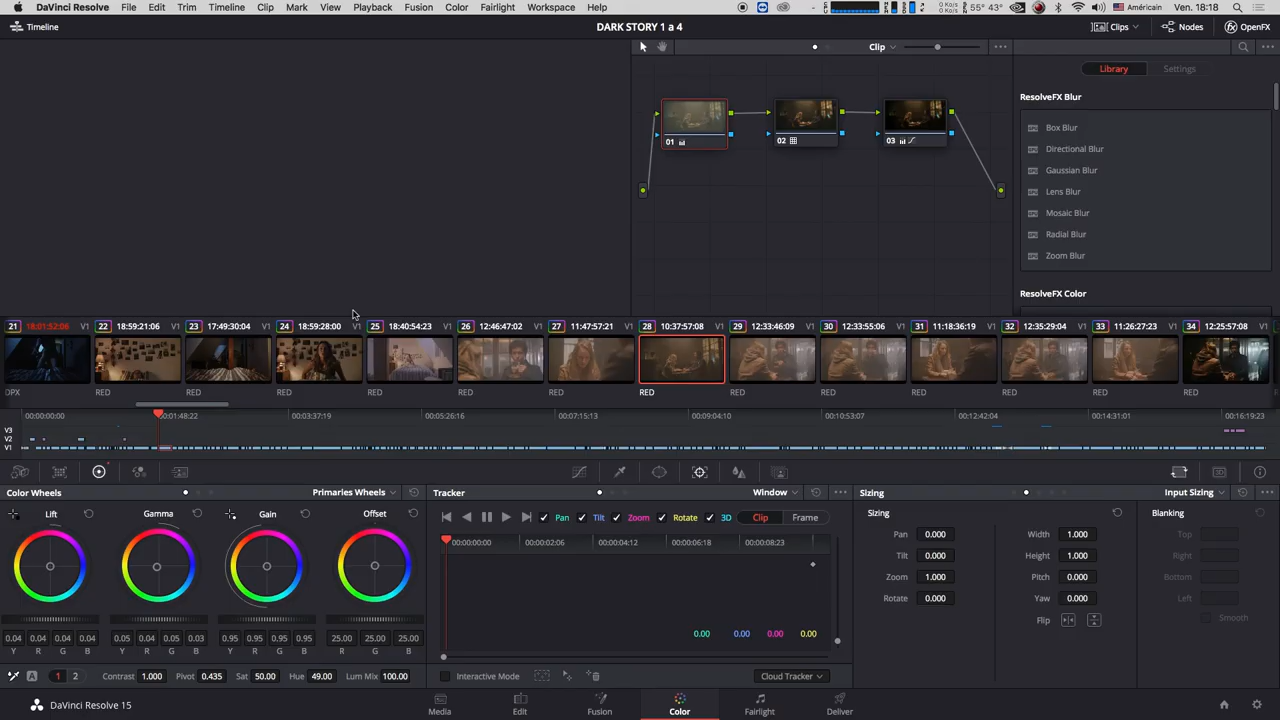 DaVinci Resolve File Edit Trim Timeline Clip Mark View Playback Fusion Color Fairlight Workspace Help 55° 43° Américain Ven. 18:18
Timeline DARK STORY 1 a 4 Clips Nodes OpenFX
Clip
Library Settings
ResolveFX Blur
Box Blur
Directional Blur
Gaussian Blur
Lens Blur
Mosaic Blur
Radial Blur
Zoom Blur
ResolveFX Color
01 02 03
21 18:01:52:06 V1 22 18:59:21:06 V1 23 17:49:30:04 V1 24 18:59:28:00 V1 25 18:40:54:23 V1 26 12:46:47:02 V1 27 11:47:57:21 V1 28 10:37:57:08 V1 29 12:33:46:09 V1 30 12:33:55:06 V1 31 11:18:36:19 V1 32 12:35:29:04 V1 33 11:26:27:23 V1 34 12:25:57:08 V1
DPX RED RED RED RED RED RED RED RED RED RED RED RED RED
00:00:00:00 00:01:48:22 00:03:37:19 00:05:26:16 00:07:15:13 00:09:04:10 00:10:53:07 00:12:42:04 00:14:31:01 00:16:19:23
V3
V2
V1
Color Wheels Primaries Wheels Tracker Window Sizing Input Sizing
Lift Gamma Gain Offset
Pan Tilt Zoom Rotate 3D Clip Frame
00:00:00:00 00:00:02:06 00:00:04:12 00:00:06:18 00:00:08:23
0.00 0.00 0.00 0.00
Sizing Blanking
Pan 0.000 Width 1.000 Top
Tilt 0.000 Height 1.000 Right
Zoom 1.000 Pitch 0.000 Bottom
Rotate 0.000 Yaw 0.000 Left
Flip Smooth
0.04 0.04 0.04 0.04 0.05 0.04 0.05 0.03 0.95 0.95 0.95 0.95 25.00 25.00 25.00
Y R G B Y R G B Y R G B R G B
A 1 2 Contrast 1.000 Pivot 0.435 Sat 50.00 Hue 49.00 Lum Mix 100.00 Interactive Mode Cloud Tracker
DaVinci Resolve 15 Media Edit Fusion Color Fairlight Deliver